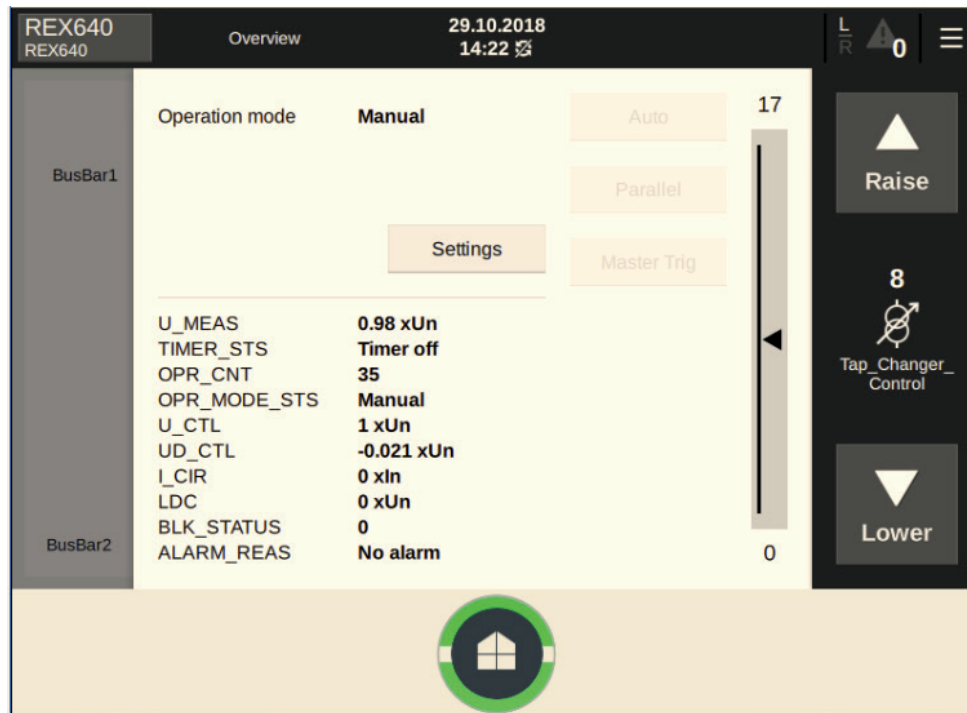 REX640
REX640
Overview
29.10.2018
14:22
L
R
0
BusBar1
BusBar2
Operation mode Manual
Auto
Parallel
Settings
Master Trig
U_MEAS 0.98 xUn
TIMER_STS Timer off
OPR_CNT 35
OPR_MODE_STS Manual
U_CTL 1 xUn
UD_CTL -0.021 xUn
I_CIR 0 xIn
LDC 0 xUn
BLK_STATUS 0
ALARM_REAS No alarm
17
0
Raise
8
Tap_Changer_
Control
Lower